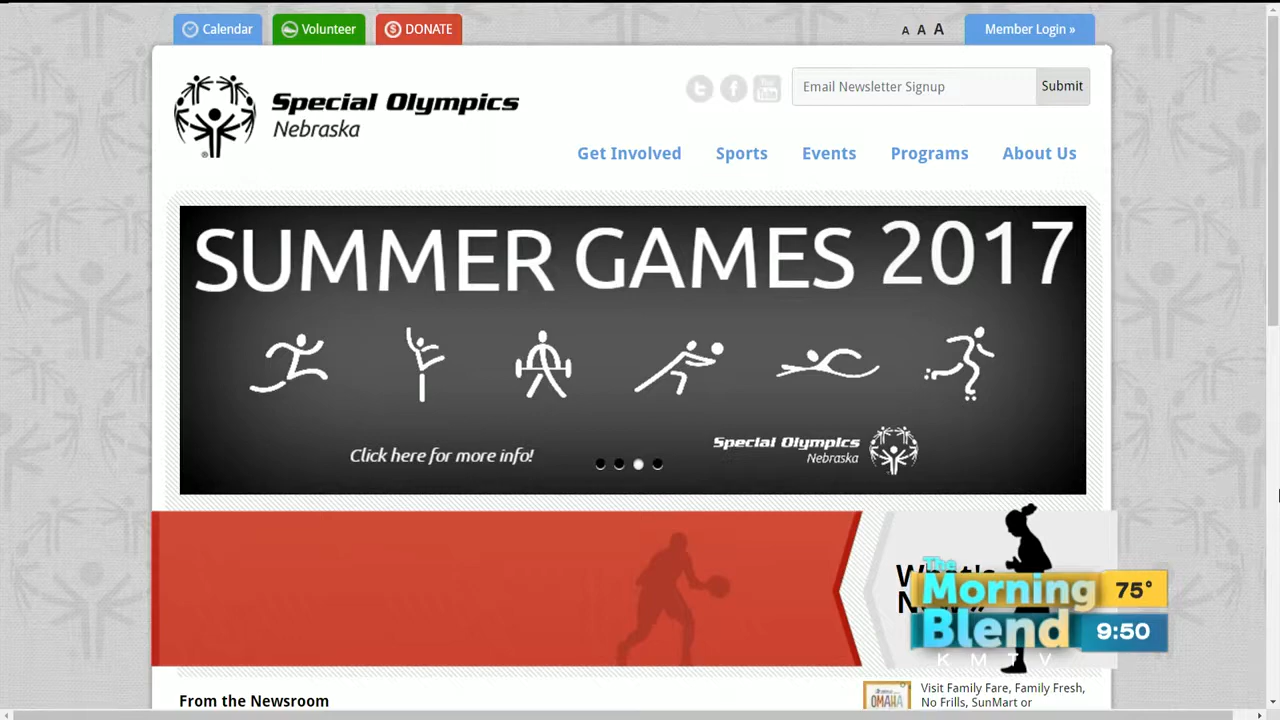 Calendar
Volunteer
DONATE
A A A
Member Login »
Special Olympics
Nebraska
Email Newsletter Signup
Submit
Get Involved
Sports
Events
Programs
About Us
SUMMER GAMES 2017
Click here for more info!
Special Olympics
Nebraska
The
Morning
Blend
75°
9:50
KMTV
From the Newsroom
OMAHA
Visit Family Fare, Family Fresh,
No Frills, SunMart or